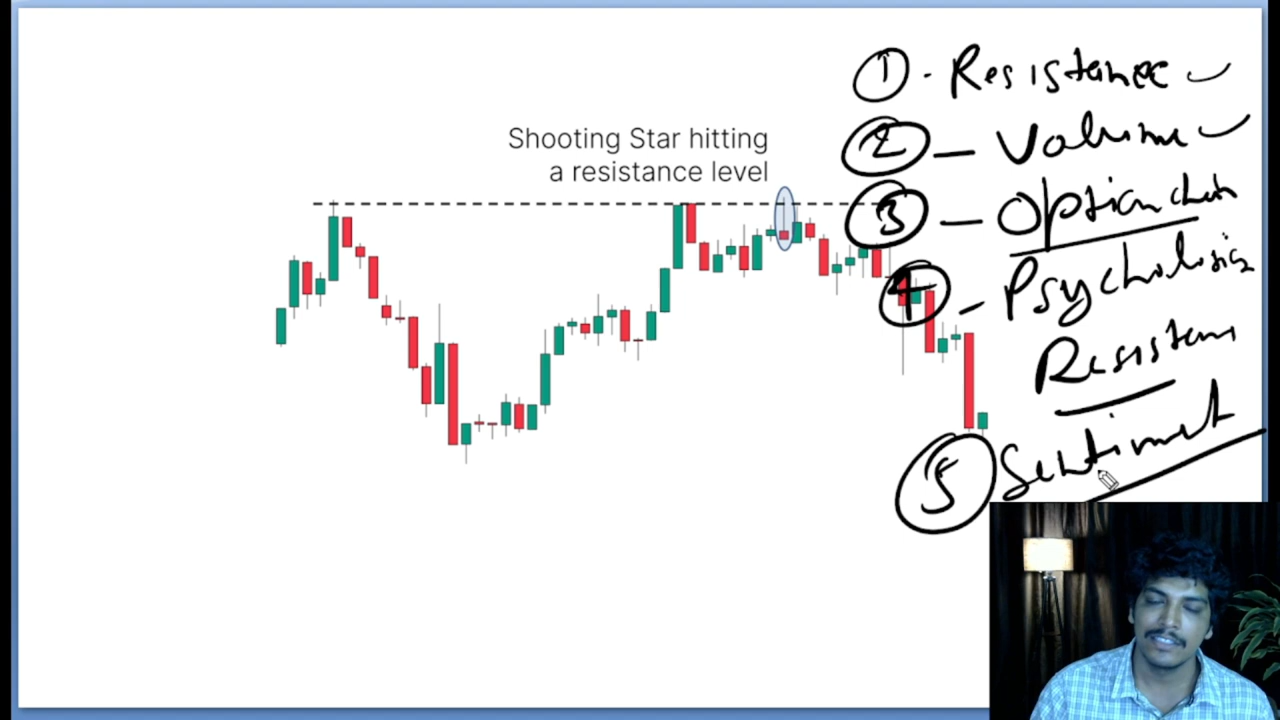 Shooting Star hitting
a resistance level
① - Resistance ✓
② - Volume ✓
③ - Option chain
④ - Psychological
Resistance
⑤ Sentiment